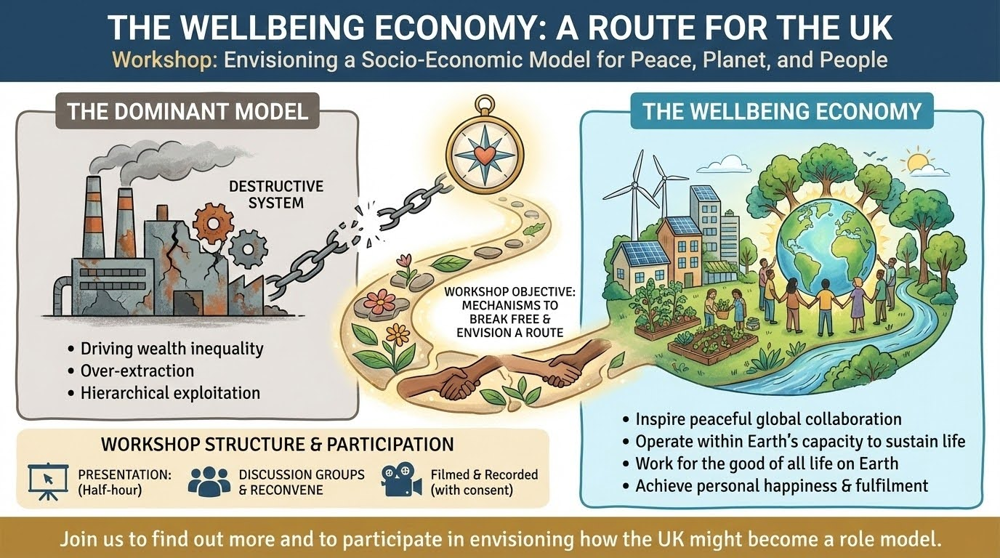 THE WELLBEING ECONOMY: A ROUTE FOR THE UK
Workshop: Envisioning a Socio-Economic Model for Peace, Planet, and People
THE DOMINANT MODEL
DESTRUCTIVE
SYSTEM
• Driving wealth inequality
• Over-extraction
• Hierarchical exploitation
WORKSHOP OBJECTIVE:
MECHANISMS TO
BREAK FREE &
ENVISION A ROUTE
THE WELLBEING ECONOMY
• Inspire peaceful global collaboration
• Operate within Earth's capacity to sustain life
• Work for the good of all life on Earth
• Achieve personal happiness & fulfilment
WORKSHOP STRUCTURE & PARTICIPATION
PRESENTATION:
(Half-hour)
DISCUSSION GROUPS
& RECONVENE
Filmed & Recorded
(with consent)
Join us to find out more and to participate in envisioning how the UK might become a role model.